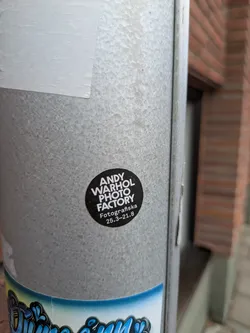 ANDY
WARHOL
PHOTO
FACTORY
Fotografiska
25.3–21.8